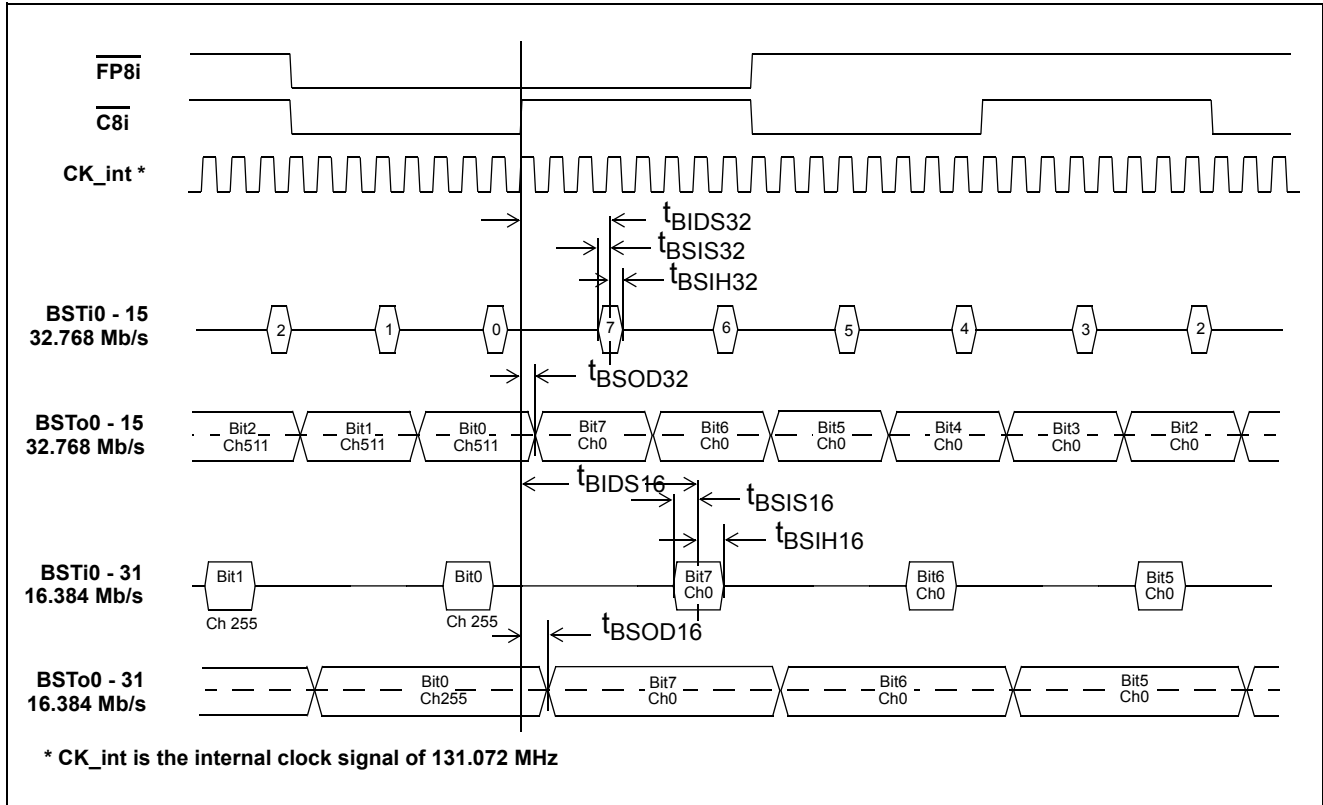 FP8i
C8i
CK_int *
tBIDS32
tBSIS32
tBSIH32
BSTi0 - 15
32.768 Mb/s
2 1 0 7 6 5 4 3 2
tBSOD32
BSTo0 - 15
32.768 Mb/s
Bit2 Bit1 Bit0 Bit7 Bit6 Bit5 Bit4 Bit3 Bit2
Ch511 Ch511 Ch511 Ch0 Ch0 Ch0 Ch0 Ch0 Ch0
tBIDS16
tBSIS16
tBSIH16
BSTi0 - 31
16.384 Mb/s
Bit1 Bit0 Bit7 Bit6 Bit5
Ch0 Ch0 Ch0
Ch 255 Ch 255
tBSOD16
BSTo0 - 31
16.384 Mb/s
Bit0 Bit7 Bit6 Bit5
Ch255 Ch0 Ch0 Ch0
* CK_int is the internal clock signal of 131.072 MHz